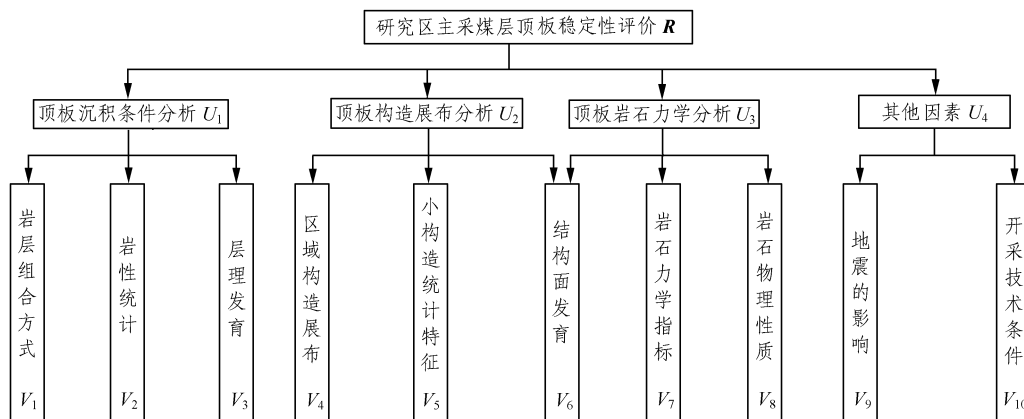 研究区主采煤层顶板稳定性评价 R
顶板沉积条件分析 U1
顶板构造展布分析 U2
顶板岩石力学分析 U3
其他因素 U4
岩层组合方式 V1
岩性统计 V2
层理发育 V3
区域构造展布 V4
小构造统计特征 V5
结构面发育 V6
岩石力学指标 V7
岩石物理性质 V8
地震的影响 V9
开采技术条件 V10